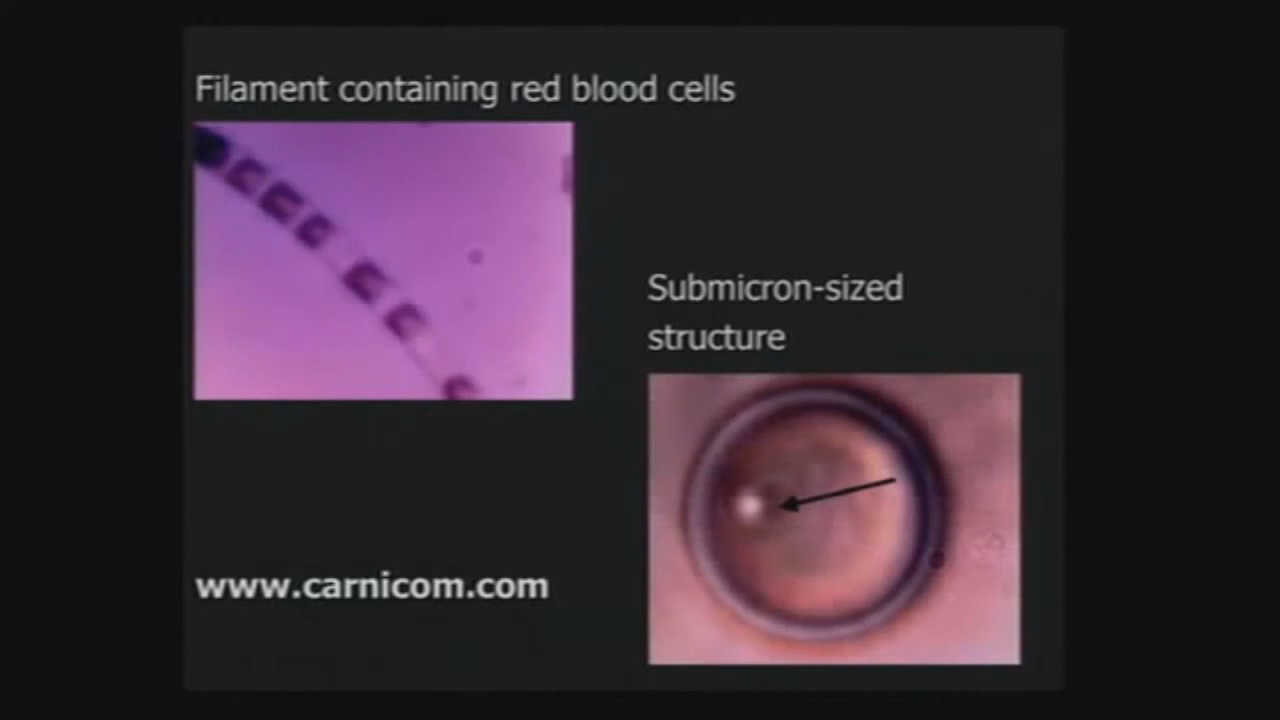 Filament containing red blood cells
Submicron-sized
structure
www.carnicom.com